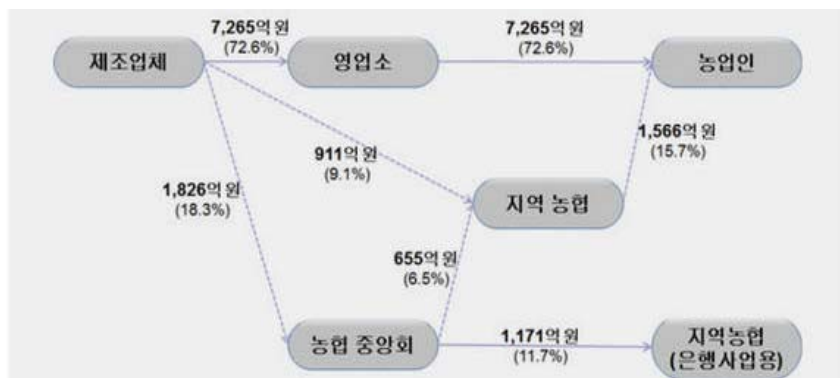 7,265억원
(72.6%)
7,265억원
(72.6%)
제조업체
영업소
농업인
911억원
(9.1%)
1,566억원
(15.7%)
1,826억원
(18.3%)
지역 농협
655억원
(6.5%)
농협 중앙회
1,171억원
(11.7%)
지역농협
(은행사업용)